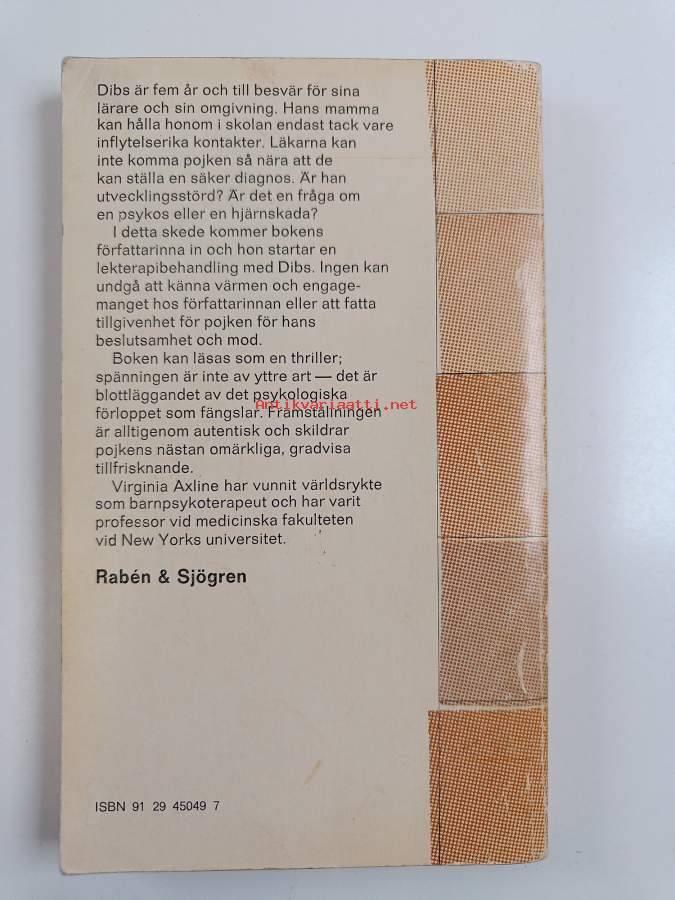 Dibs är fem år och till besvär för sina
lärare och sin omgivning. Hans mamma
kan hålla honom i skolan endast tack vare
inflytelserika kontakter. Läkarna kan
inte komma pojken så nära att de
kan ställa en säker diagnos. Är han
utvecklingsstörd? Är det en fråga om
en psykos eller en hjärnskada?
I detta skede kommer bokens
författarinna in och hon startar en
lekterapibehandling med Dibs. Ingen kan
undgå att känna värmen och engage-
manget hos författarinnan eller att fatta
tillgivenhet för pojken för hans
beslutsamhet och mod.
Boken kan läsas som en thriller;
spänningen är inte av yttre art — det är
blottläggandet av det psykologiska
förloppet som fängslar. Framställningen
Antikvariaatti.net
är alltigenom autentisk och skildrar
pojkens nästan omärkliga, gradvisa
tillfrisknande.
Virginia Axline har vunnit världsrykte
som barnpsykoterapeut och har varit
professor vid medicinska fakulteten
vid New Yorks universitet.
Rabén & Sjögren
ISBN 91 29 45049 7